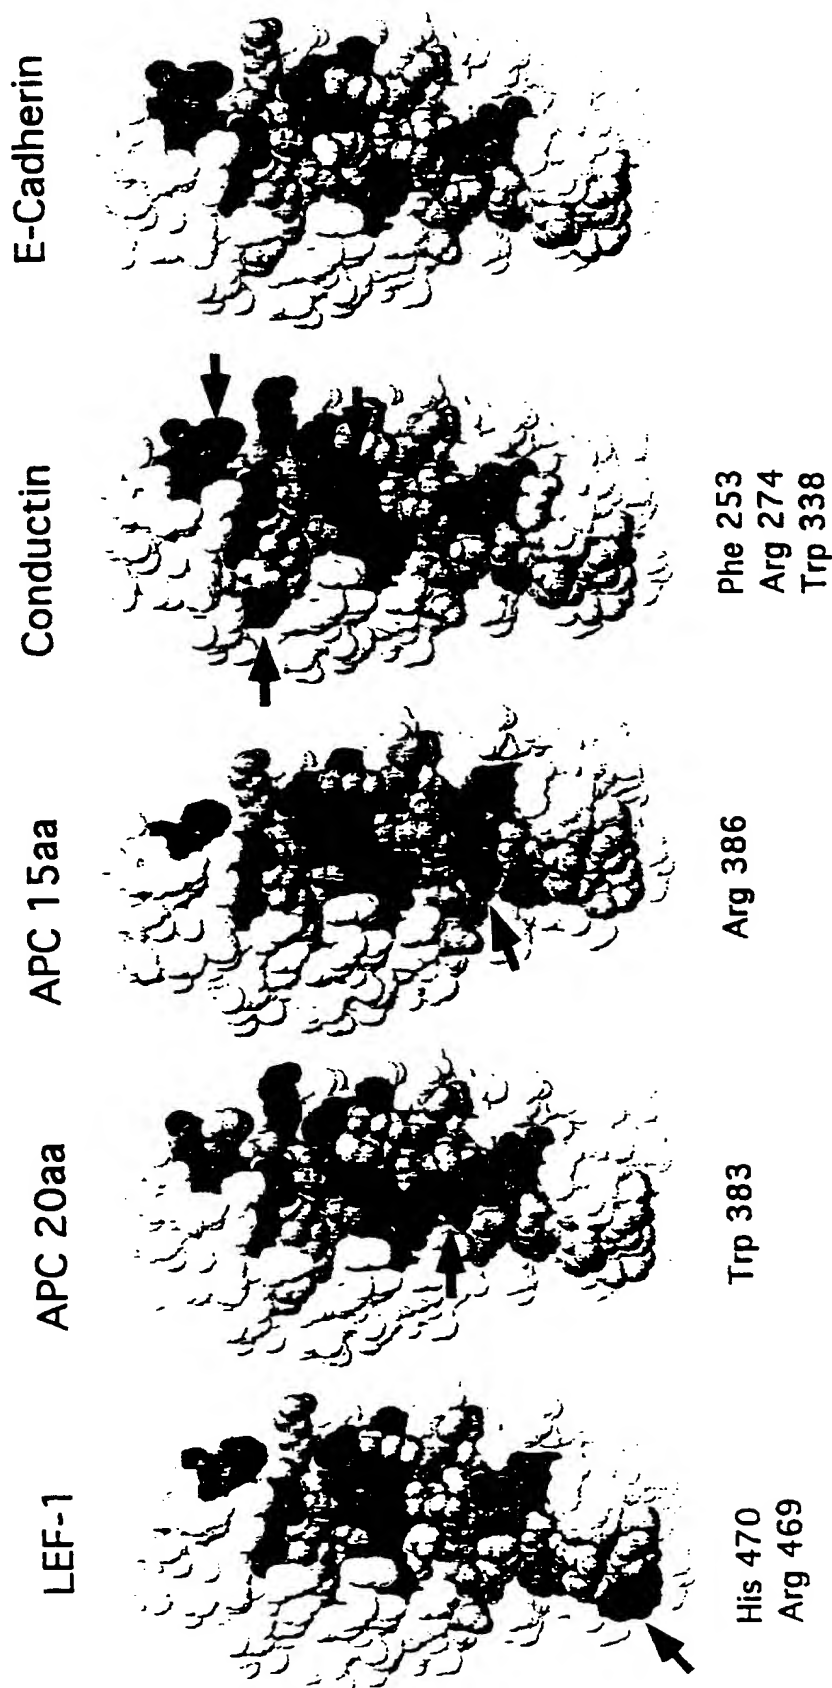 LEF-1
APC 20aa
APC 15aa
Conductin
E-Cadherin
His 470
Arg 469
Trp 383
Arg 386
Phe 253
Arg 274
Trp 338